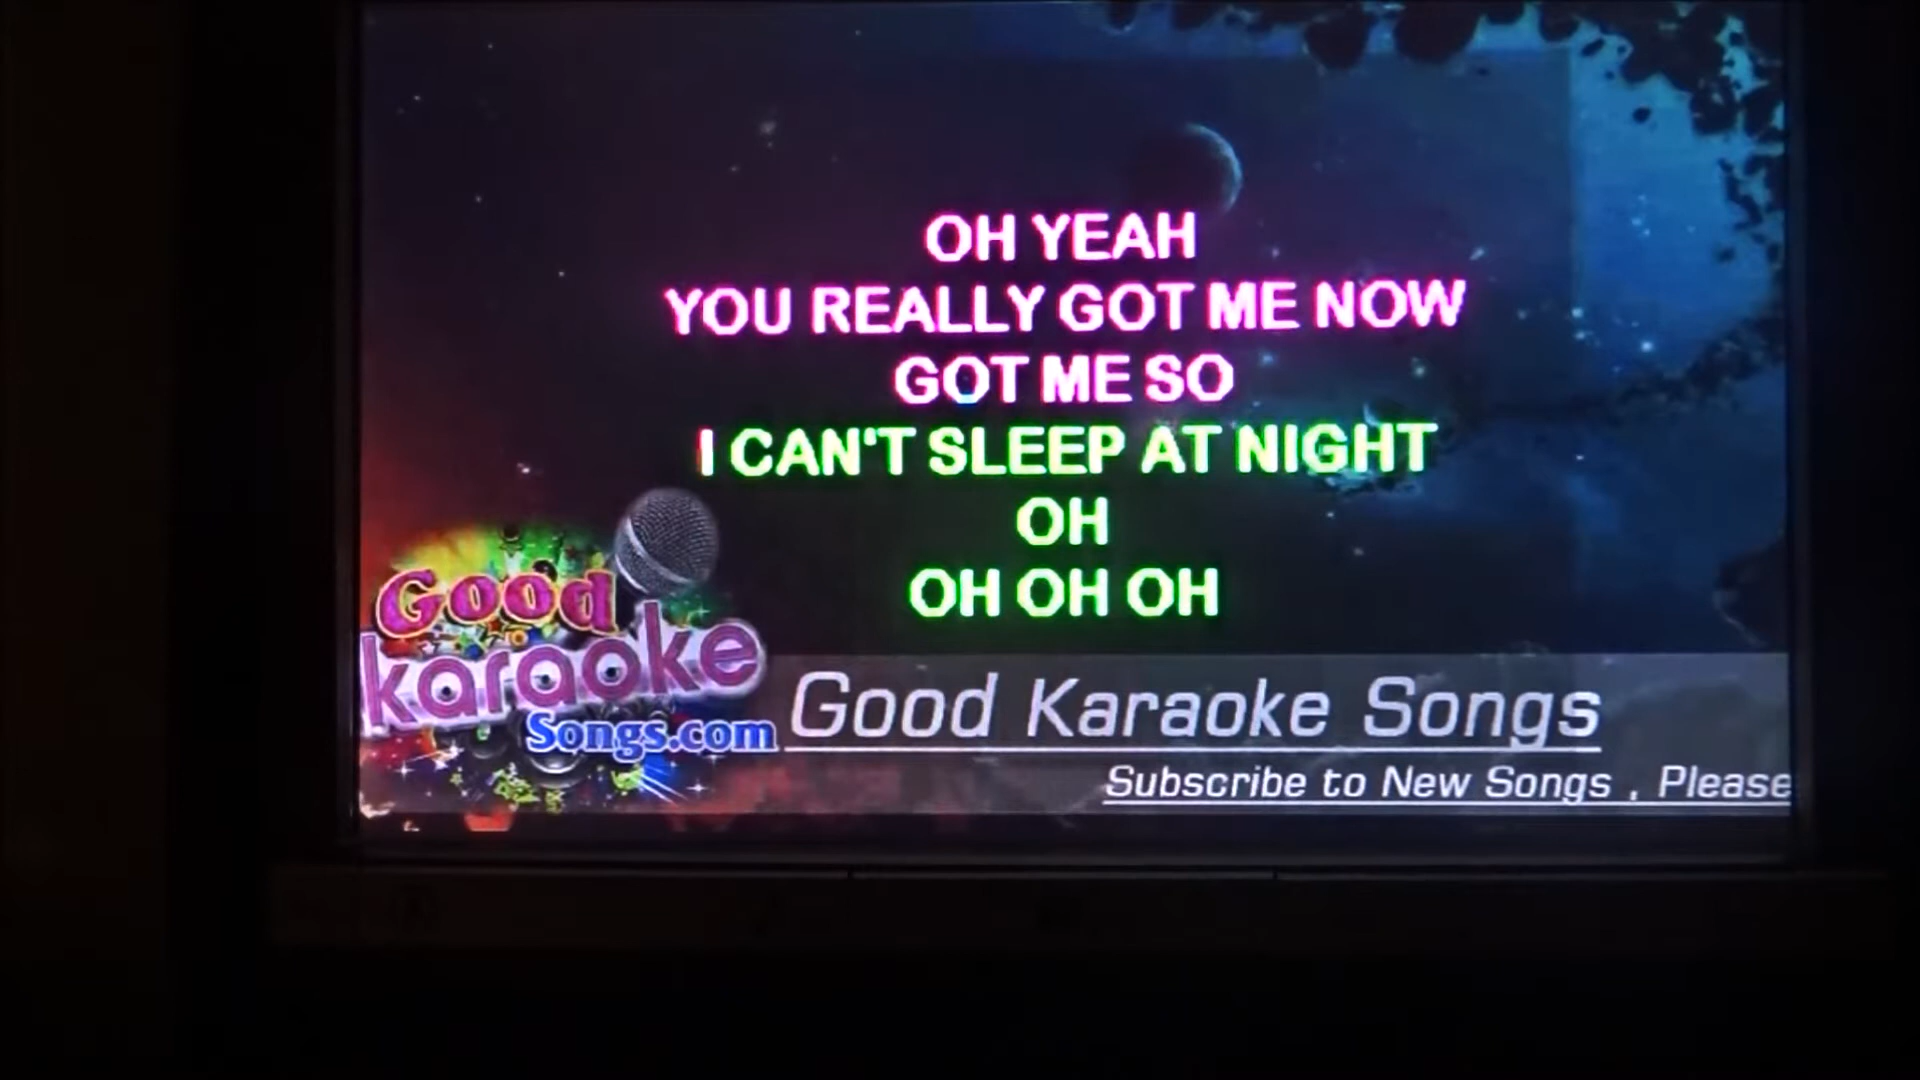 OH YEAH
YOU REALLY GOT ME NOW
GOT ME SO
I CAN'T SLEEP AT NIGHT
OH
OH OH OH
Good
karaoke
Songs.com
Good Karaoke Songs
Subscribe to New Songs , Please